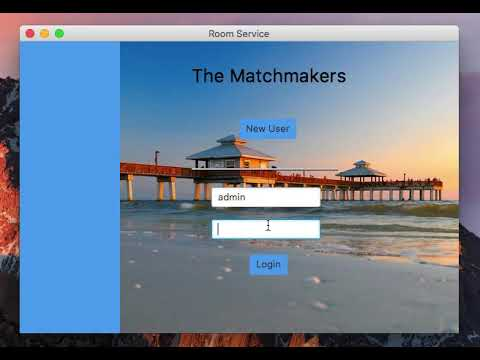 Room Service
The Matchmakers
New User
admin
Login